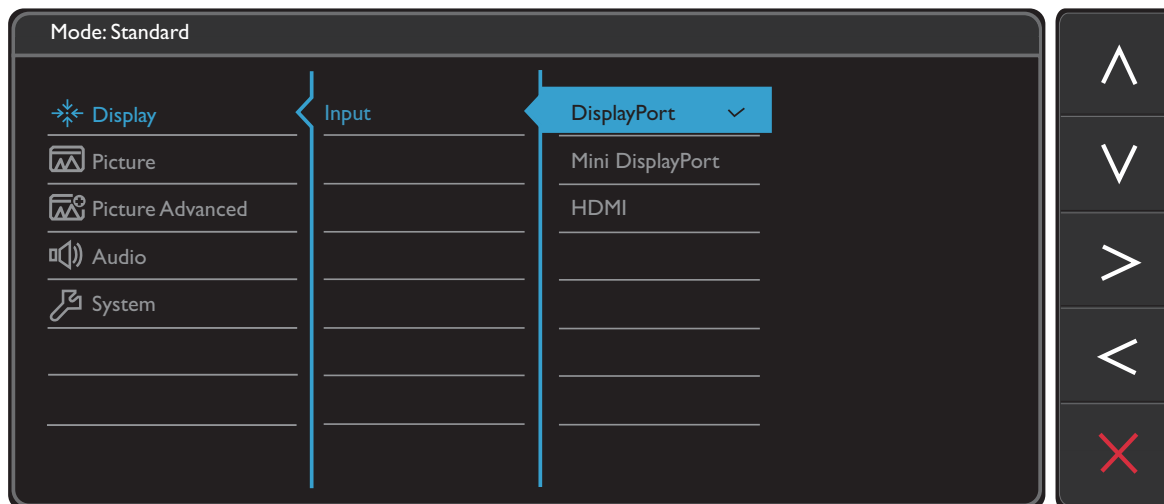 Mode: Standard
Display
Input
DisplayPort
Picture
Mini DisplayPort
Picture Advanced
HDMI
Audio
System